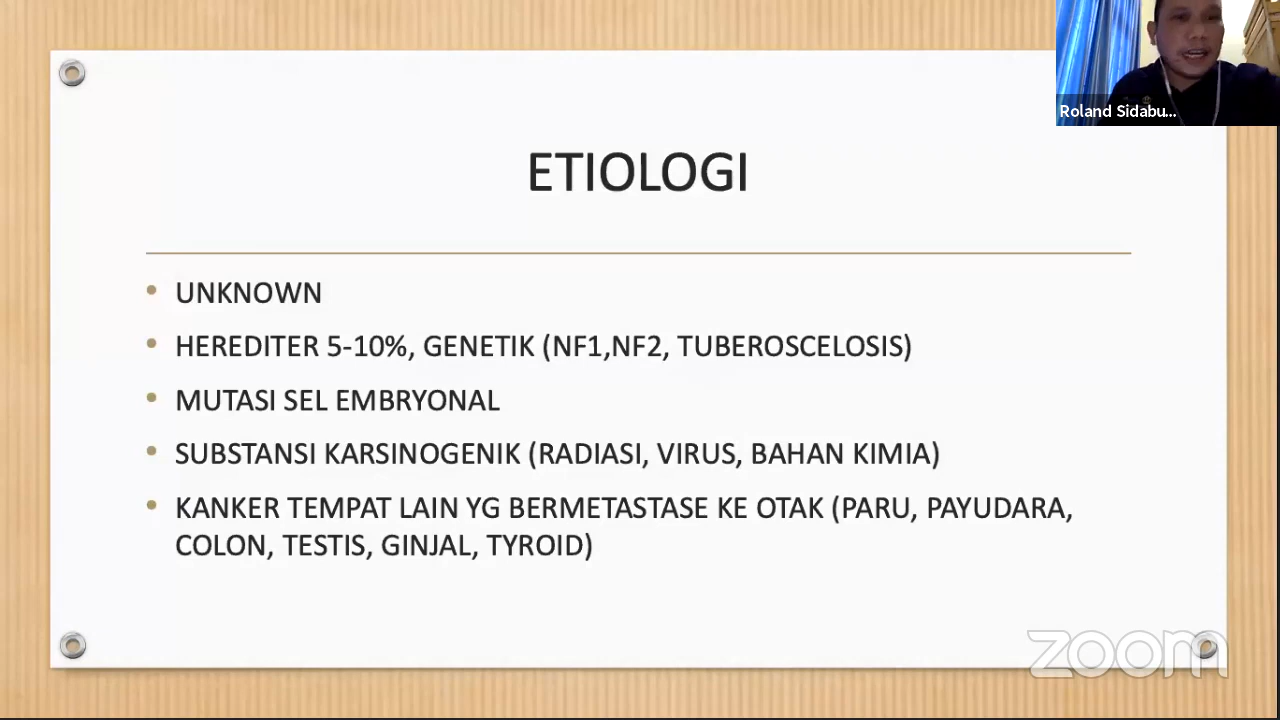 Roland Sidabu...
ETIOLOGI
• UNKNOWN
• HEREDITER 5-10%, GENETIK (NF1,NF2, TUBEROSCELOSIS)
• MUTASI SEL EMBRYONAL
• SUBSTANSI KARSINOGENIK (RADIASI, VIRUS, BAHAN KIMIA)
• KANKER TEMPAT LAIN YG BERMETASTASE KE OTAK (PARU, PAYUDARA,
COLON, TESTIS, GINJAL, TYROID)
zoom